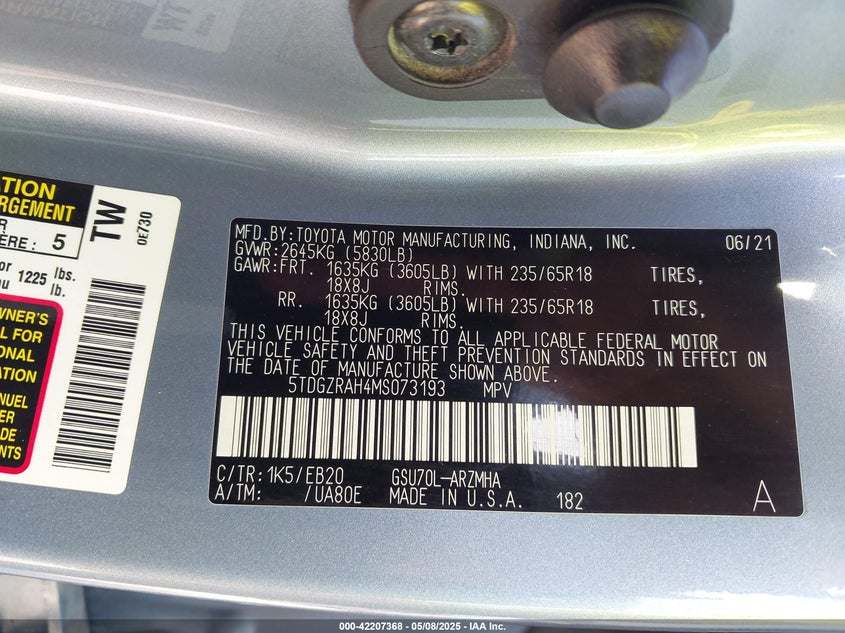 ATION
RGEMENT
ERE : 5
or 1225 lbs.
lb.
WNER'S
L FOR
ONAL
ATION
NUEL
ER
DE
ENTS
TW
0E730
MFD.BY:TOYOTA MOTOR MANUFACTURING, INDIANA, INC. 06/21
GVWR:2645KG (5830LB)
GAWR:FRT. 1635KG (3605LB) WITH 235/65R18 TIRES,
18X8J RIMS.
RR. 1635KG (3605LB) WITH 235/65R18 TIRES,
18X8J RIMS.
THIS VEHICLE CONFORMS TO ALL APPLICABLE FEDERAL MOTOR
VEHICLE SAFETY AND THEFT PREVENTION STANDARDS IN EFFECT ON
THE DATE OF MANUFACTURE SHOWN ABOVE.
5TDGZRAH4MS073193 MPV
C/TR:1K5/EB20 GSU70L-ARZMHA
A/TM: /UA80E MADE IN U.S.A. 182 A
000-42207368 - 05/08/2025 - IAA Inc.